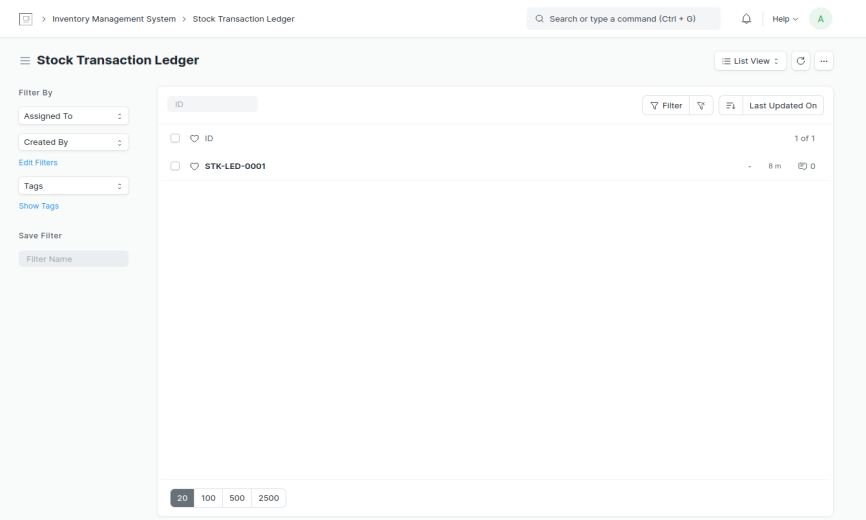 Inventory Management System > Stock Transaction Ledger
Search or type a command (Ctrl + G)
Help
A
Stock Transaction Ledger
List View
...
Filter By
Assigned To
Created By
Edit Filters
Tags
Show Tags
Save Filter
Filter Name
ID
Filter
Last Updated On
ID
1 of 1
STK-LED-0001
- 8 m 0
20 100 500 2500